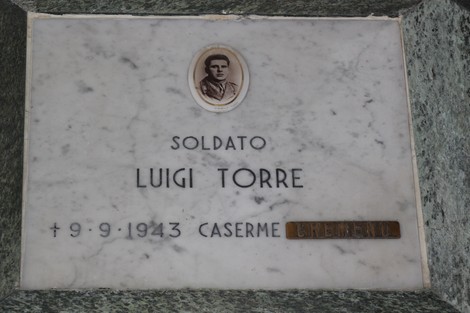 SOLDATO
LUIGI TORRE
✝ 9·9·1943 CASERME